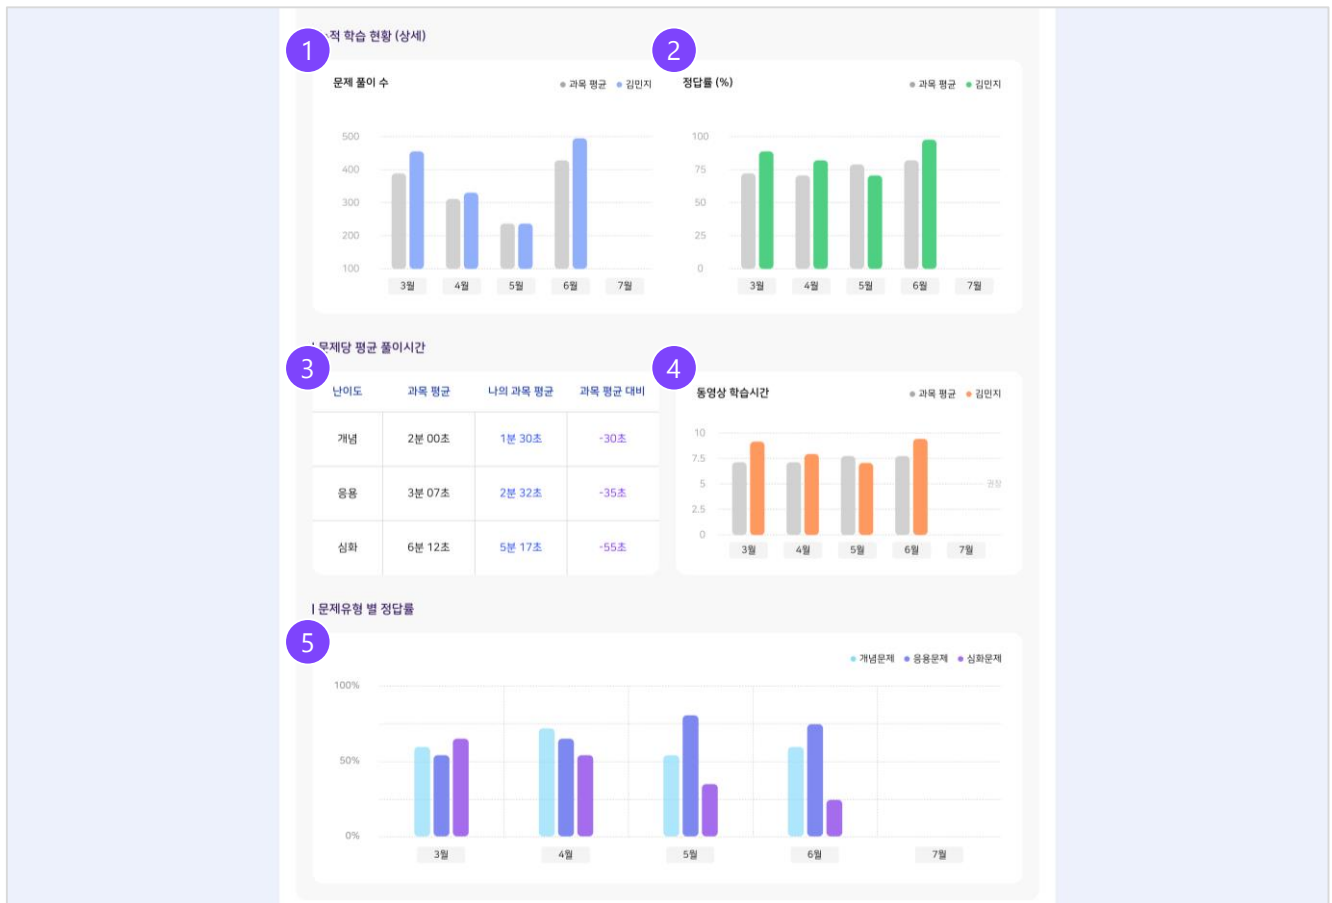 1
적 학습 현황 (상세)
2
문제 풀이 수
과목 평균
김민지
500
400
300
200
100
3월
4월
5월
6월
7월
정답률 (%)
과목 평균
김민지
100
75
50
25
0
3월
4월
5월
6월
7월
문제당 평균 풀이시간
3
난이도 과목 평균 나의 과목 평균 과목 평균 대비
개념 2분 00초 1분 30초 -30초
응용 3분 07초 2분 32초 -35초
심화 6분 12초 5분 17초 -55초
4
동영상 학습시간
과목 평균
김민지
10
7.5
5
2.5
0
권장
3월
4월
5월
6월
7월
문제유형 별 정답률
5
개념문제
응용문제
심화문제
100%
50%
0%
3월
4월
5월
6월
7월